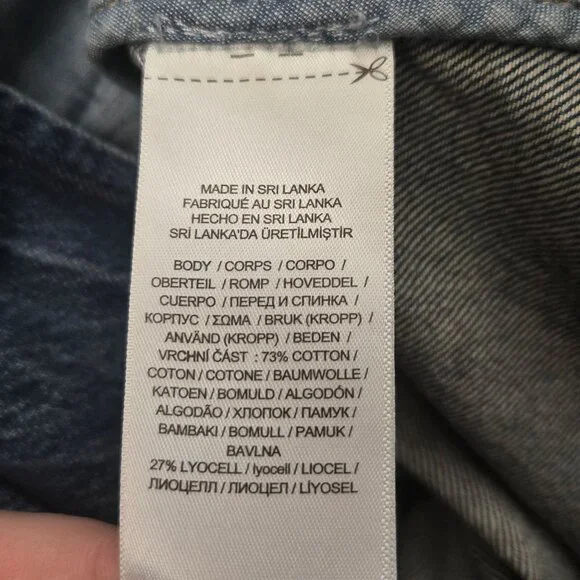 MADE IN SRI LANKA
FABRIQUÉ AU SRI LANKA
HECHO EN SRI LANKA
SRİ LANKA'DA ÜRETİLMİŞTİR
BODY / CORPS / CORPO /
OBERTEIL / ROMP / HOVEDDEL /
CUERPO / ПЕРЕД И СПИНКА /
КОРПУС / ΣΩΜΑ / BRUK (KROPP) /
ANVÄND (KROPP) / BEDEN /
VRCHNÍ ČÁST : 73% COTTON /
COTON / COTONE / BAUMWOLLE /
KATOEN / BOMULD / ALGODÓN /
ALGODÃO / ХЛОПОК / ПАМУК /
BAMBAKI / BOMULL / PAMUK /
BAVLNA
27% LYOCELL / lyocell / LIOCEL /
ЛИОЦЕЛЛ / ЛИОЦЕЛ / LİYOSEL